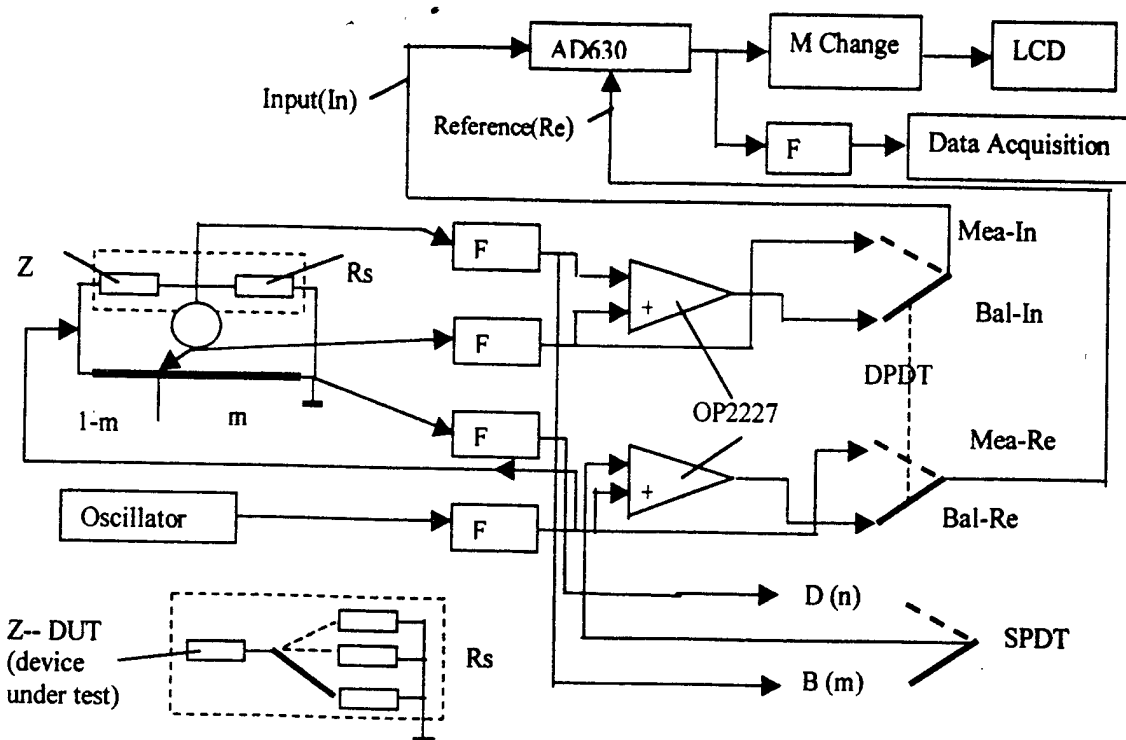 AD630
M Change
LCD
Input(In)
Reference(Re)
F
Data Acquisition
Z
Rs
F
Mea-In
+
F
Bal-In
DPDT
1-m
m
F
OP2227
Mea-Re
+
Oscillator
F
Bal-Re
D (n)
Z-- DUT
(device
under test)
Rs
SPDT
B (m)